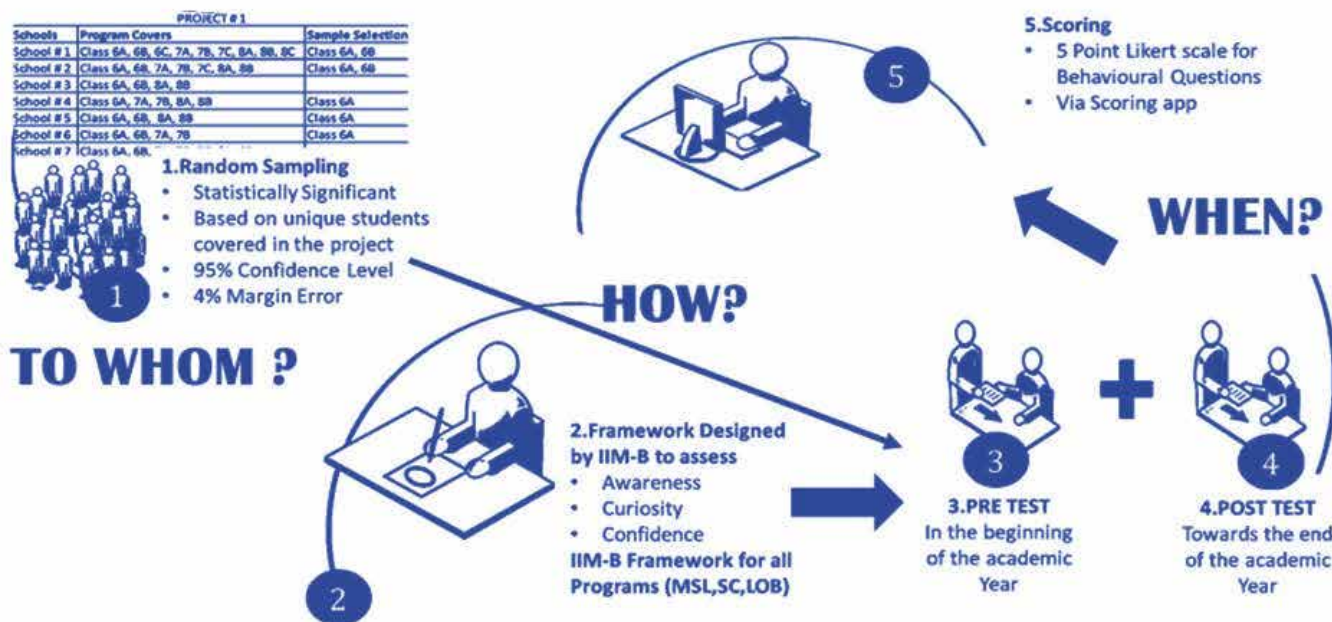 PROJECT # 1
Schools Program Covers Sample Selection
School # 1 Class 6A, 6B, 6C, 7A, 7B, 7C, 8A, 8B, 8C Class 6A, 6B
School # 2 Class 6A, 6B, 7A, 7B, 7C, 8A, 8B Class 6A, 6B
School # 3 Class 6A, 6B, 8A, 8B
School # 4 Class 6A, 7A, 7B, 8A, 8B Class 6A
School # 5 Class 6A, 6B, 8A, 8B Class 6A
School # 6 Class 6A, 6B, 7A, 7B Class 6A
School # 7 Class 6A, 6B,
1.Random Sampling
• Statistically Significant
• Based on unique students
covered in the project
• 95% Confidence Level
• 4% Margin Error
1
TO WHOM ?
HOW?
2.Framework Designed
by IIM-B to assess
• Awareness
• Curiosity
• Confidence
IIM-B Framework for all
Programs (MSL,SC,LOB)
2
3
3.PRE TEST
In the beginning
of the academic
Year
4
4.POST TEST
Towards the end
of the academic
Year
WHEN?
5
5.Scoring
• 5 Point Likert scale for
Behavioural Questions
• Via Scoring app